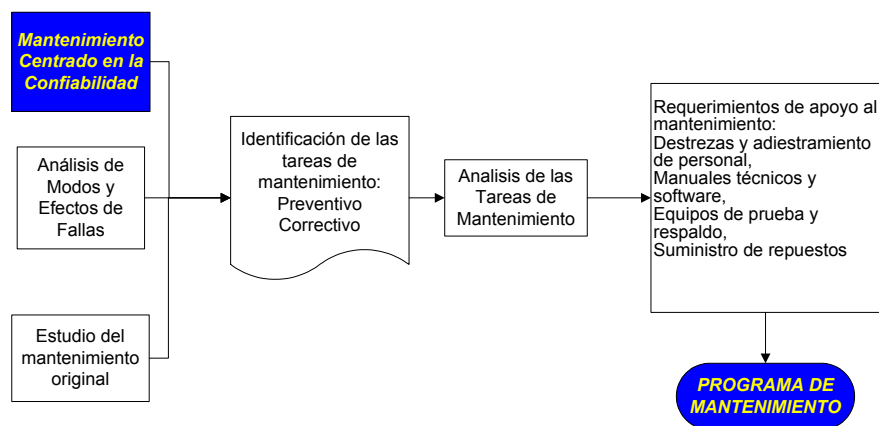 Mantenimiento
Centrado en la
Confiabilidad
Análisis de
Modos y
Efectos de
Fallas
Estudio del
mantenimiento
original
Identificación de las
tareas de
mantenimiento:
Preventivo
Correctivo
Analisis de las
Tareas de
Mantenimiento
Requerimientos de apoyo al
mantenimiento:
Destrezas y adiestramiento
de personal,
Manuales técnicos y
software,
Equipos de prueba y
respaldo,
Suministro de repuestos
PROGRAMA DE
MANTENIMIENTO